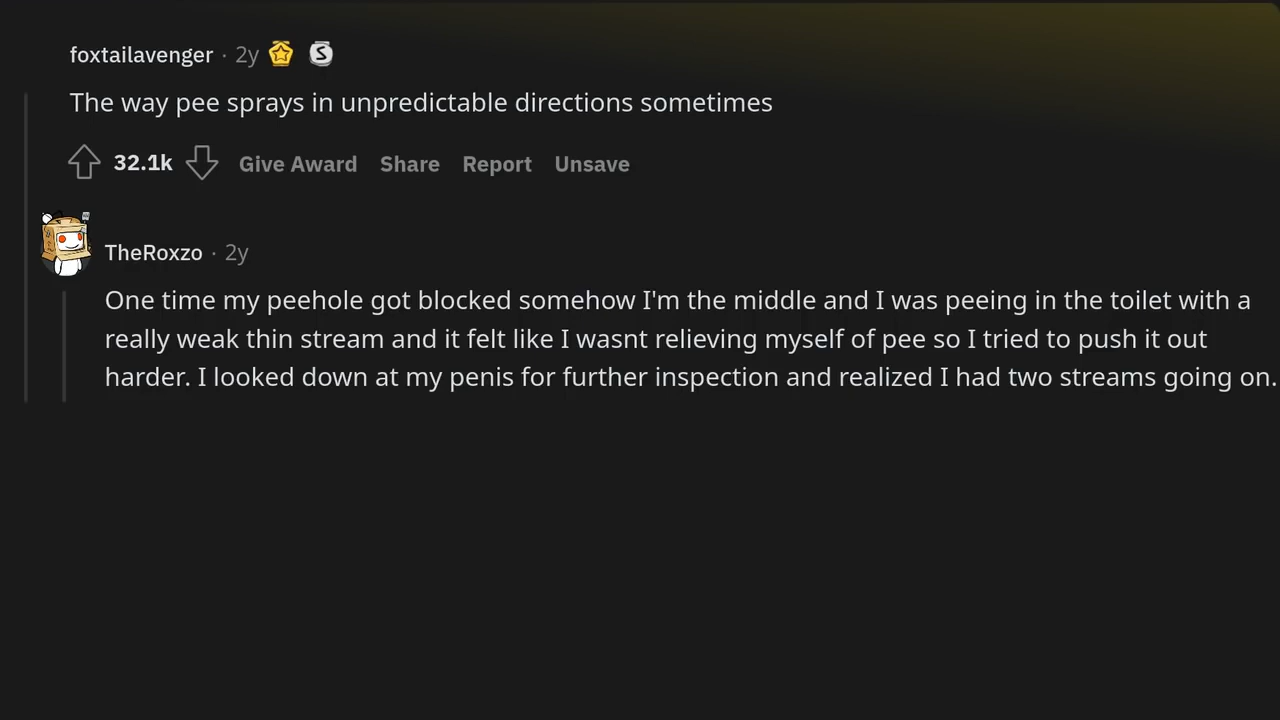 foxtailavenger · 2y
The way pee sprays in unpredictable directions sometimes
32.1k Give Award Share Report Unsave
TheRoxzo · 2y
One time my peehole got blocked somehow I'm the middle and I was peeing in the toilet with a
really weak thin stream and it felt like I wasnt relieving myself of pee so I tried to push it out
harder. I looked down at my penis for further inspection and realized I had two streams going on.